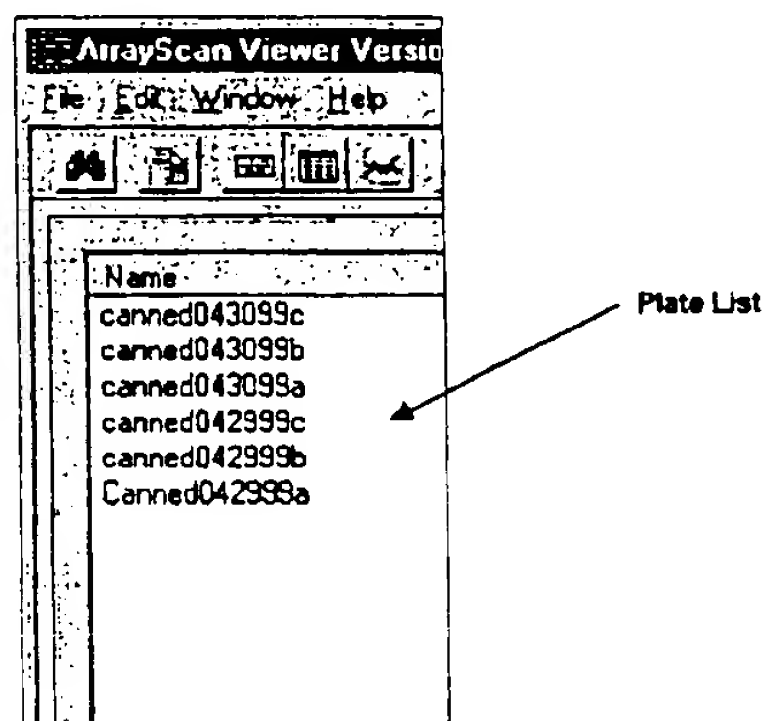 ArrayScan Viewer Versio
File Edit Window Help
Name
canned043099c
canned043099b
canned043099a
canned042999c
canned042999b
Canned042999a
Plate List